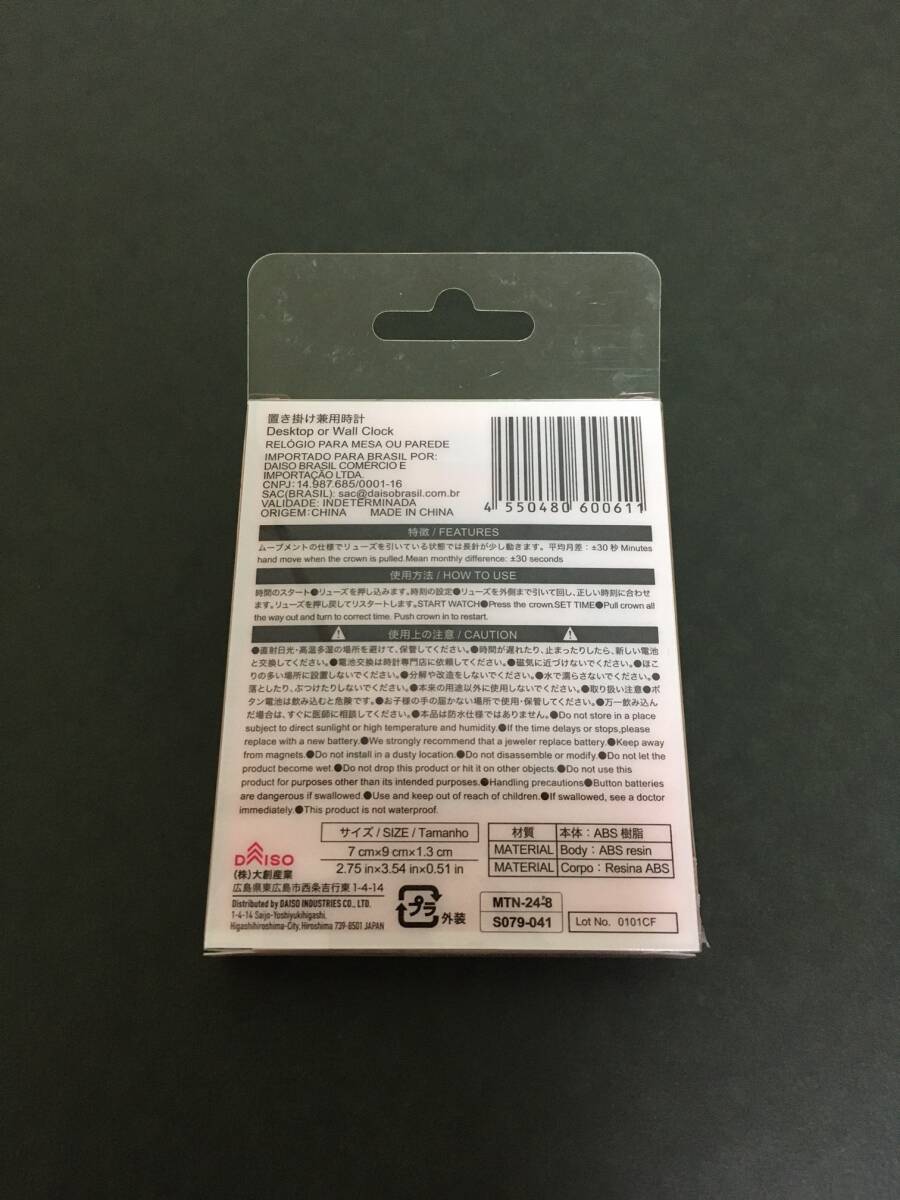 置き掛け兼用時計
Desktop or Wall Clock
RELÓGIO PARA MESA OU PAREDE
IMPORTADO PARA BRASIL POR:
DAISO BRASIL COMÉRCIO E
IMPORTAÇÃO LTDA.
CNPJ: 14.987.685/0001-16
SAC(BRASIL): sac@daisobrasil.com.br
VALIDADE: INDETERMINADA
ORIGEM:CHINA MADE IN CHINA
4 550480 600611
特徴 / FEATURES
ムーブメントの仕様でリューズを引いている状態では長針が少し動きます。平均月差：±30 秒 Minutes
hand move when the crown is pulled.Mean monthly difference: ±30 seconds
使用方法 / HOW TO USE
時間のスタート●リューズを押し込みます。時刻の設定●リューズを外側まで引いて回し、正しい時刻に合わせ
ます。リューズを押し戻してリスタートします。START WATCH●Press the crown.SET TIME●Pull crown all
the way out and turn to correct time. Push crown in to restart.
使用上の注意 / CAUTION
●直射日光・高温多湿の場所を避けて、保管してください。●時間が遅れたり、止まったりしたら、新しい電池
と交換してください。●電池交換は時計専門店に依頼してください。●磁気に近づけないでください。●ほこ
りの多い場所に設置しないでください。●分解や改造をしないでください。●水で濡らさないでください。●
落としたり、ぶつけたりしないでください。●本来の用途以外に使用しないでください。●取り扱い注意●ボ
タン電池は飲み込むと危険です。●お子様の手の届かない場所で使用・保管してください。●万一飲み込ん
だ場合は、すぐに医師に相談してください。●本品は防水仕様ではありません。●Do not store in a place
subject to direct sunlight or high temperature and humidity.●If the time delays or stops,please
replace with a new battery.●We strongly recommend that a jeweler replace battery.●Keep away
from magnets.●Do not install in a dusty location.●Do not disassemble or modify.●Do not let the
product become wet.●Do not drop this product or hit it on other objects.●Do not use this
product for purposes other than its intended purposes.●Handling precautions●Button batteries
are dangerous if swallowed.●Use and keep out of reach of children.●If swallowed, see a doctor
immediately.●This product is not waterproof.
サイズ / SIZE / Tamanho
7 cm×9 cm×1.3 cm
2.75 in×3.54 in×0.51 in
材質 本体：ABS 樹脂
MATERIAL Body：ABS resin
MATERIAL Corpo：Resina ABS
DAISO
(株)大創産業
広島県東広島市西条吉行東 1-4-14
Distributed by DAISO INDUSTRIES CO., LTD.
1-4-14 Saijo-Yoshiyukihigashi,
Higashihiroshima-City, Hiroshima 739-8501 JAPAN
プラ 外装
MTN-24-8
S079-041
Lot No. 0101CF